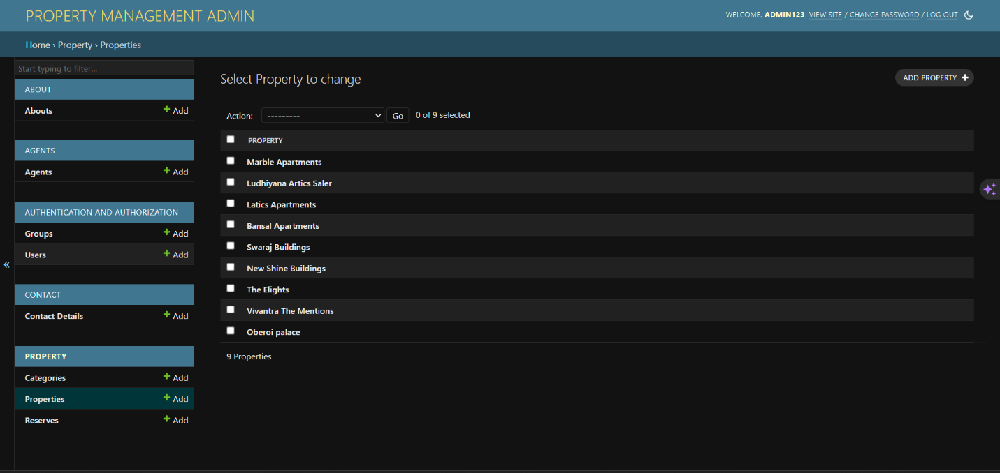 PROPERTY MANAGEMENT ADMIN
WELCOME, ADMIN123. VIEW SITE / CHANGE PASSWORD / LOG OUT
Home › Property › Properties
Start typing to filter...
ABOUT
Abouts + Add
AGENTS
Agents + Add
AUTHENTICATION AND AUTHORIZATION
Groups + Add
Users + Add
CONTACT
Contact Details + Add
PROPERTY
Categories + Add
Properties + Add
Reserves + Add
«
Select Property to change
ADD PROPERTY +
Action: --------- Go 0 of 9 selected
PROPERTY
Marble Apartments
Ludhiyana Artics Saler
Latics Apartments
Bansal Apartments
Swaraj Buildings
New Shine Buildings
The Elights
Vivantra The Mentions
Oberoi palace
9 Properties